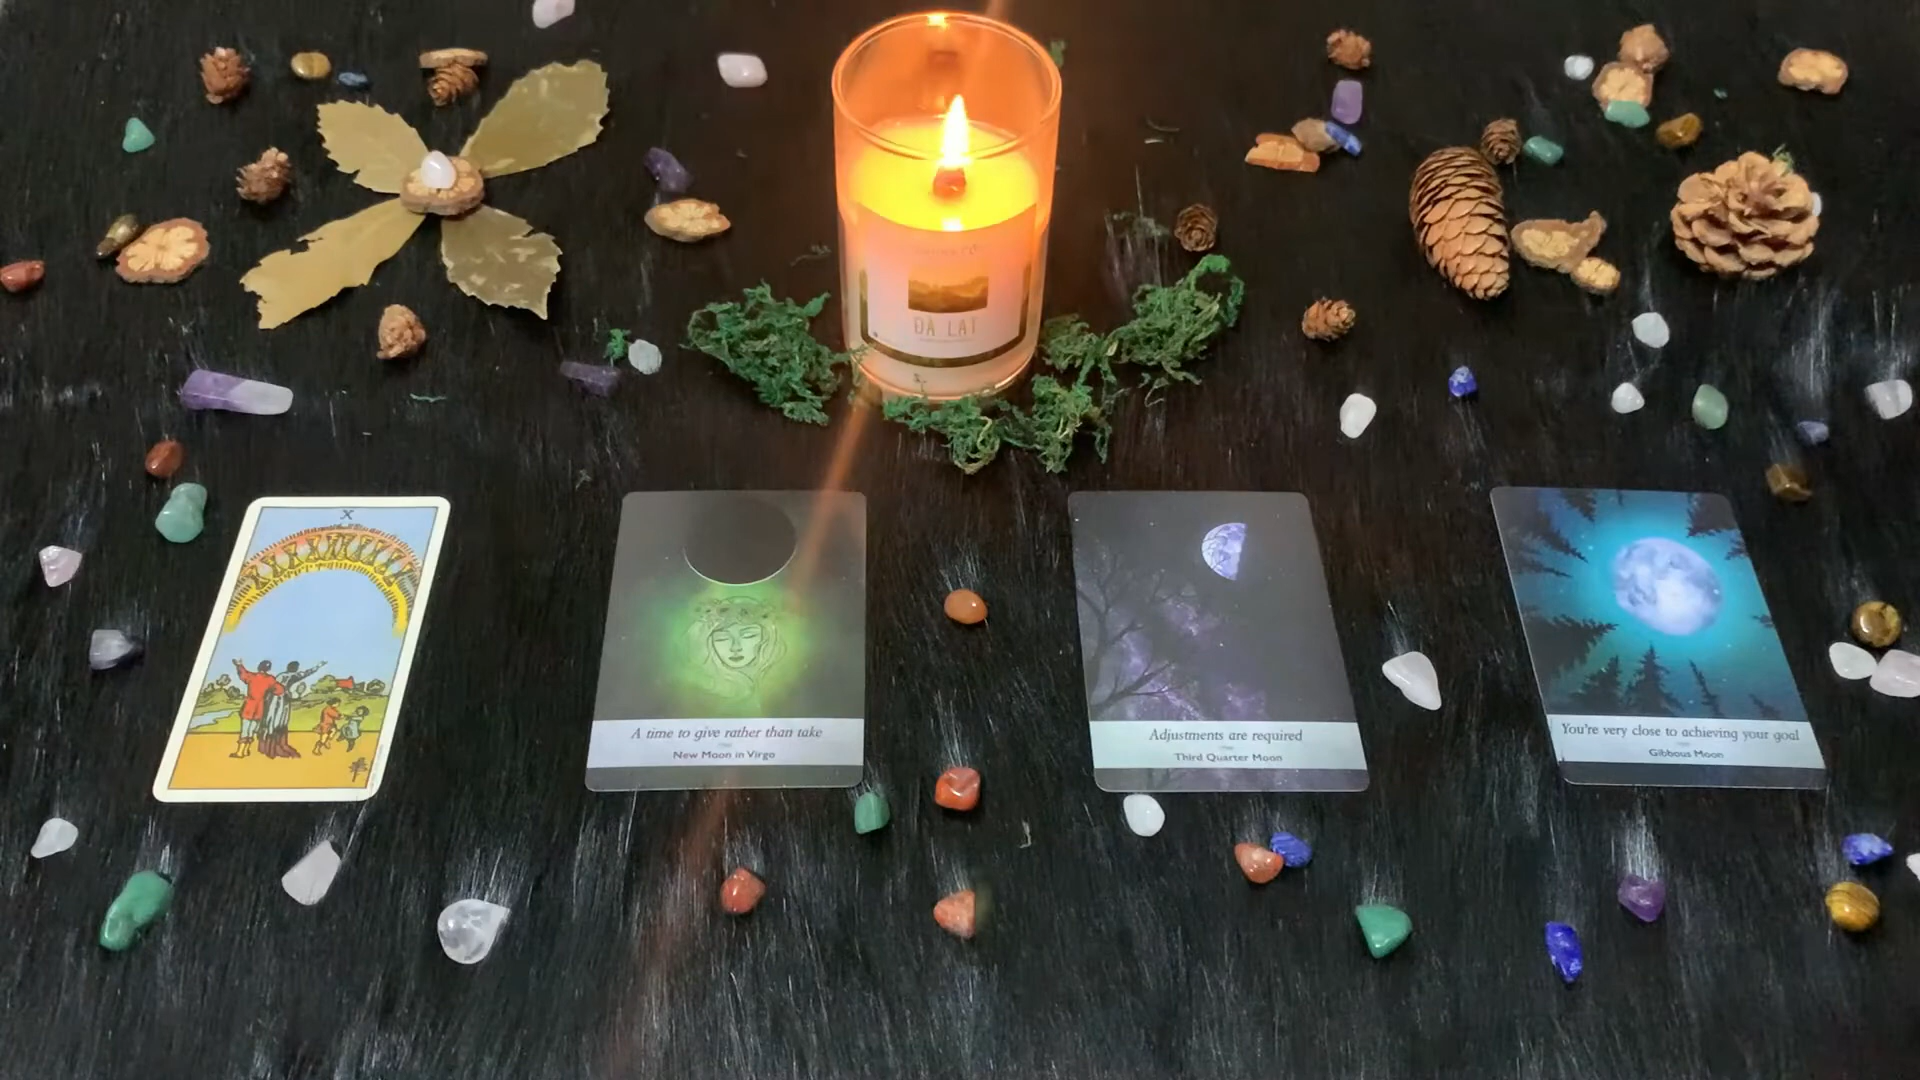 ĐÀ LẠT
X
A time to give rather than take
New Moon in Virgo
Adjustments are required
Third Quarter Moon
You're very close to achieving your goal
Gibbous Moon